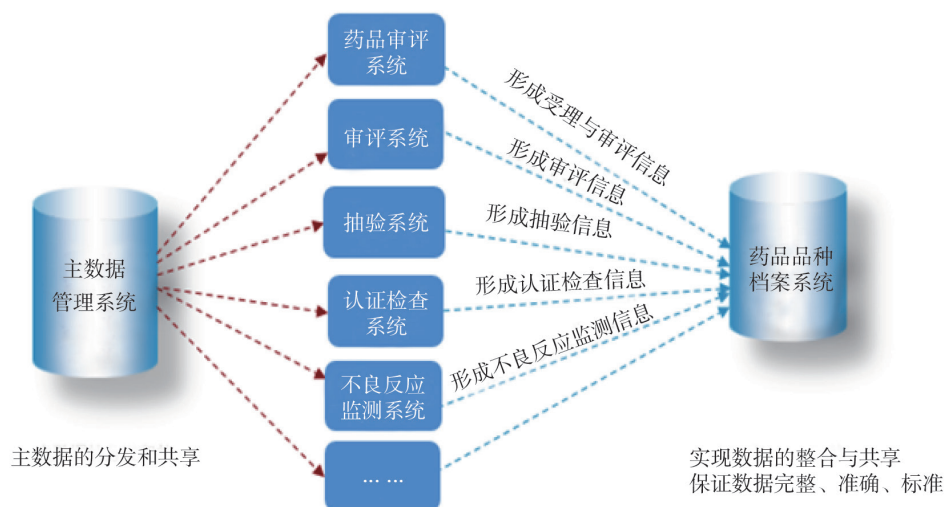 药品审评
系统
审评系统
抽验系统
认证检查
系统
不良反应
监测系统
... ...
主数据
管理系统
药品品种
档案系统
形成受理与审评信息
形成审评信息
形成抽验信息
形成认证检查信息
形成不良反应监测信息
主数据的分发和共享
实现数据的整合与共享
保证数据完整、准确、标准